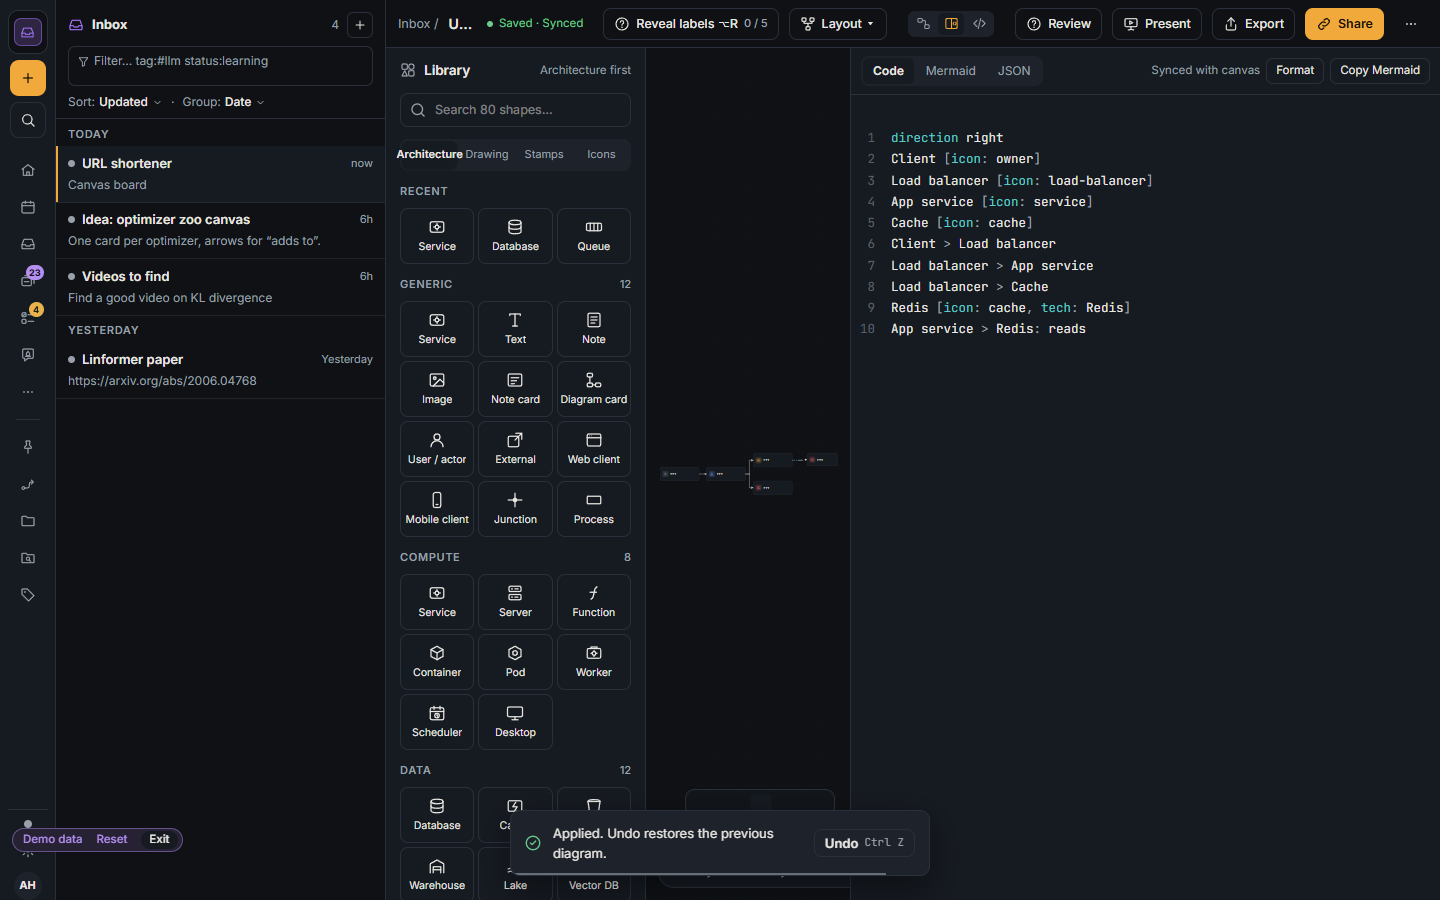 Inbox
4
Filter... tag:#llm status:learning
Sort: Updated · Group: Date
TODAY
URL shortener now
Canvas board
Idea: optimizer zoo canvas 6h
One card per optimizer, arrows for “adds to”.
Videos to find 6h
Find a good video on KL divergence
YESTERDAY
Linformer paper Yesterday
https://arxiv.org/abs/2006.04768
23
4
Demo data Reset Exit
AH
Inbox / U... Saved · Synced
Reveal labels ⌥R 0 / 5
Layout
Review
Present
Export
Share
Library Architecture first
Search 80 shapes...
Architecture Drawing Stamps Icons
RECENT
Service Database Queue
GENERIC 12
Service Text Note
Image Note card Diagram card
User / actor External Web client
Mobile client Junction Process
COMPUTE 8
Service Server Function
Container Pod Worker
Scheduler Desktop
DATA 12
Database
Warehouse Lake Vector DB
Code Mermaid JSON
Synced with canvas Format Copy Mermaid
1 direction right
2 Client [icon: owner]
3 Load balancer [icon: load-balancer]
4 App service [icon: service]
5 Cache [icon: cache]
6 Client > Load balancer
7 Load balancer > App service
8 Load balancer > Cache
9 Redis [icon: cache, tech: Redis]
10 App service > Redis: reads
Applied. Undo restores the previous
diagram.
Undo Ctrl Z